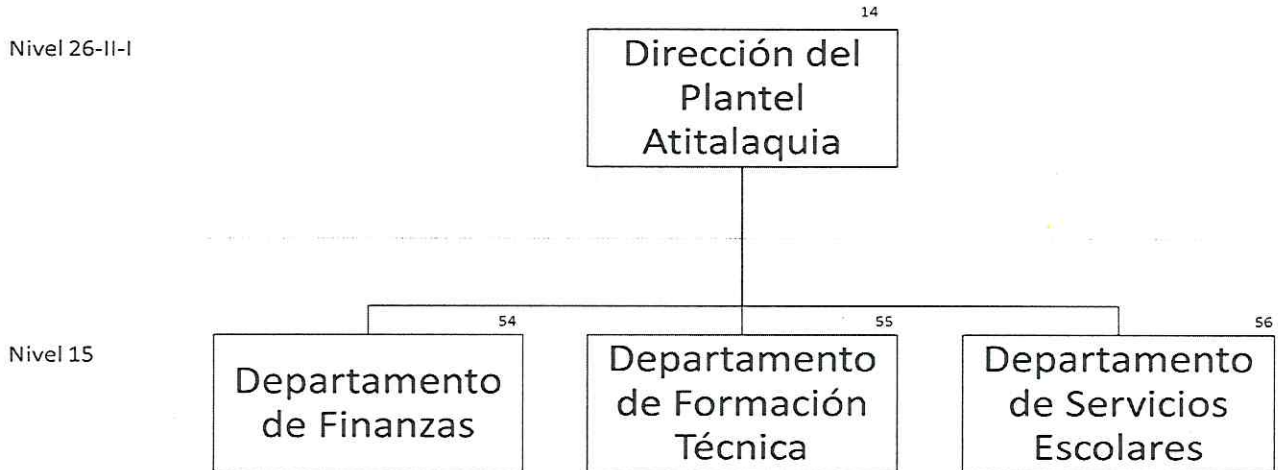 14
Nivel 26-II-I
Dirección del
Plantel
Atitalaquia
54
55
56
Nivel 15
Departamento
de Finanzas
Departamento
de Formación
Técnica
Departamento
de Servicios
Escolares